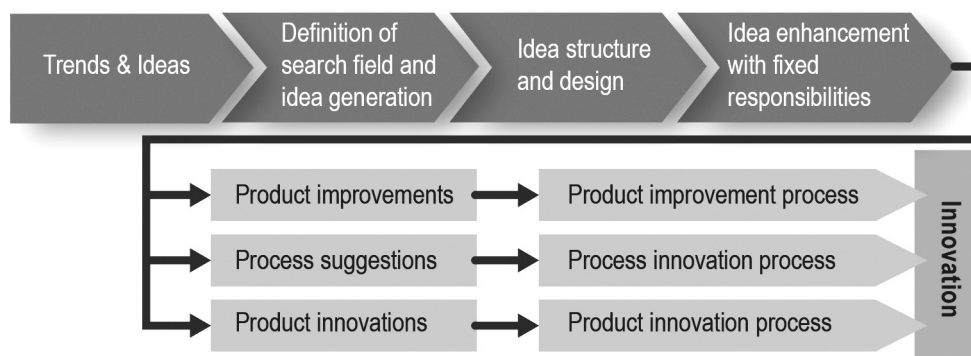 Trends & Ideas
Definition of
search field and
idea generation
Idea structure
and design
Idea enhancement
with fixed
responsibilities
Product improvements
Product improvement process
Process suggestions
Process innovation process
Product innovations
Product innovation process
Innovation